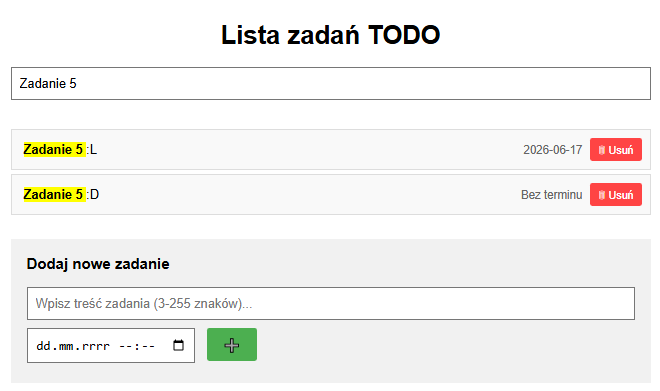 Lista zadań TODO
Zadanie 5
Zadanie 5 :L 2026-06-17 Usuń
Zadanie 5 :D Bez terminu Usuń
Dodaj nowe zadanie
Wpisz treść zadania (3-255 znaków)...
dd.mm.rrrr --:--